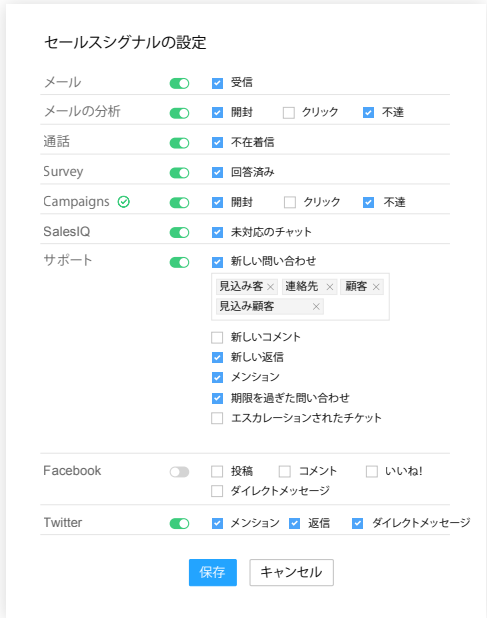 セールスシグナルの設定
メール 受信
メールの分析 開封 クリック 不達
通話 不在着信
Survey 回答済み
Campaigns 開封 クリック 不達
SalesIQ 未対応のチャット
サポート 新しい問い合わせ
見込み客 × 連絡先 × 顧客 ×
見込み顧客 ×
新しいコメント
新しい返信
メンション
期限を過ぎた問い合わせ
エスカレーションされたチケット
Facebook 投稿 コメント いいね!
ダイレクトメッセージ
Twitter メンション 返信 ダイレクトメッセージ
保存 キャンセル